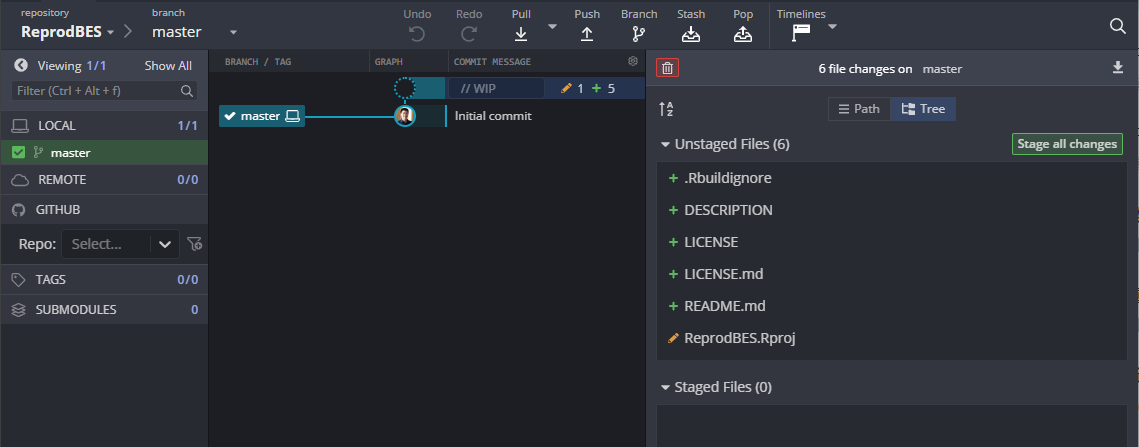 repository
ReprodBES
branch
master
Undo
Redo
Pull
Push
Branch
Stash
Pop
Timelines
Viewing 1/1
Show All
Filter (Ctrl + Alt + f)
LOCAL 1/1
master
REMOTE 0/0
GITHUB
Repo: Select...
TAGS 0/0
SUBMODULES 0
BRANCH / TAG
GRAPH
COMMIT MESSAGE
// WIP
1 + 5
master
Initial commit
6 file changes on master
A
Z
Path
Tree
Unstaged Files (6)
Stage all changes
+ .Rbuildignore
+ DESCRIPTION
+ LICENSE
+ LICENSE.md
+ README.md
ReprodBES.Rproj
Staged Files (0)